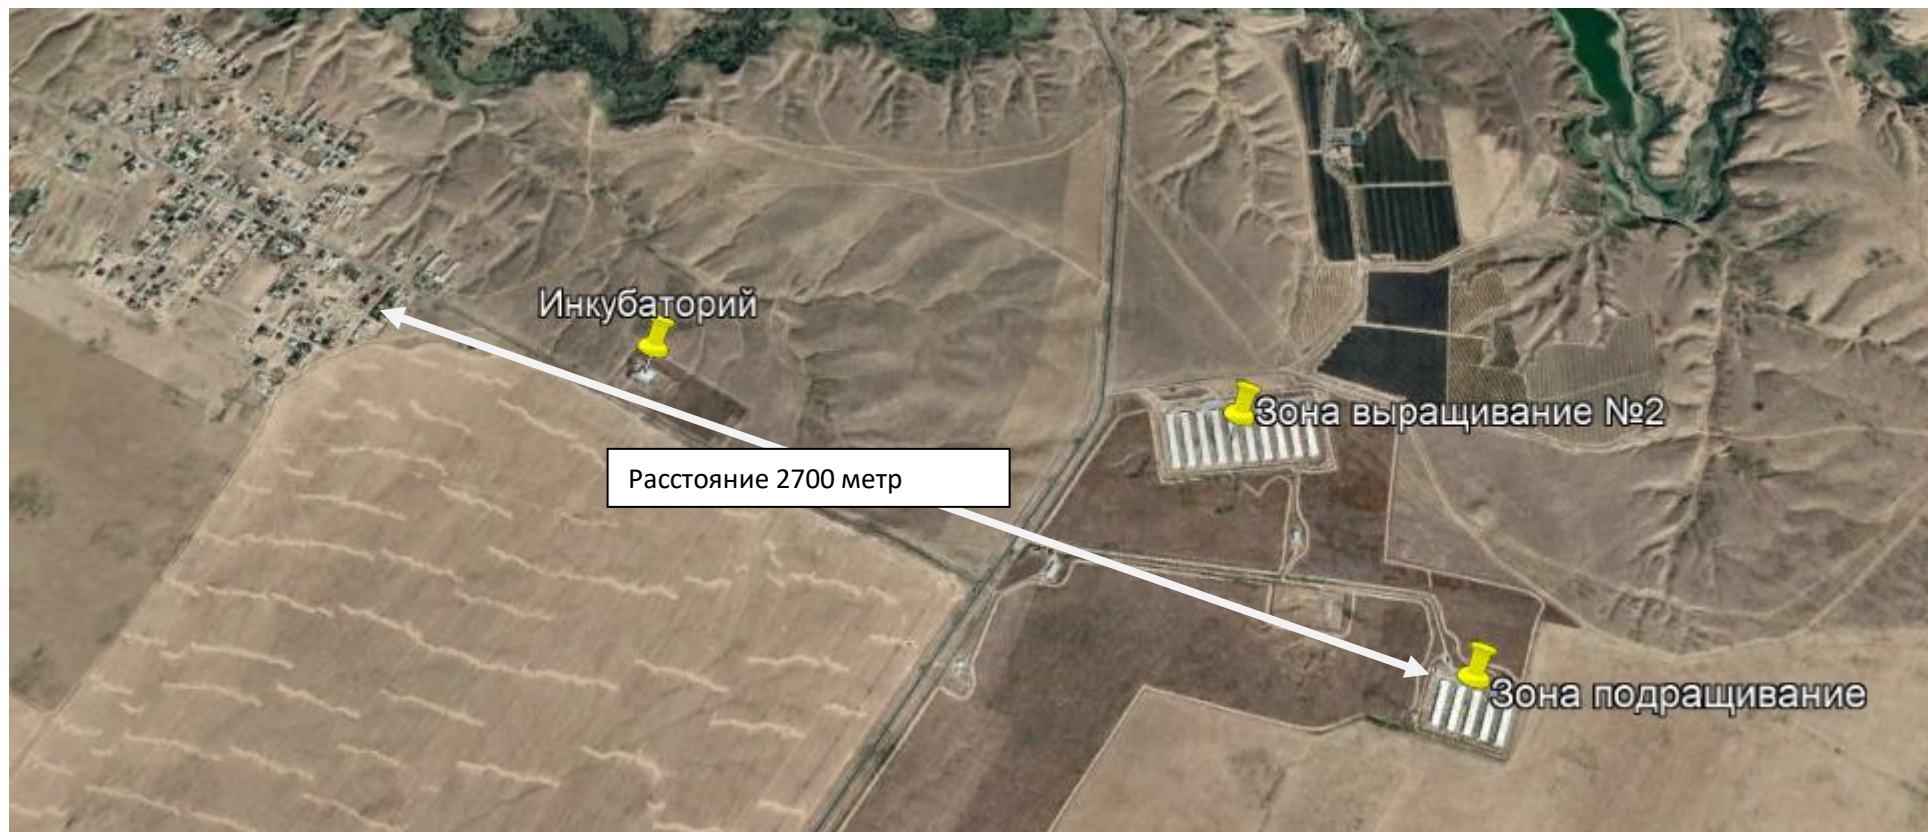 Инкубаторий
Зона выращивание №2
Расстояние 2700 метр
Зона подращивание